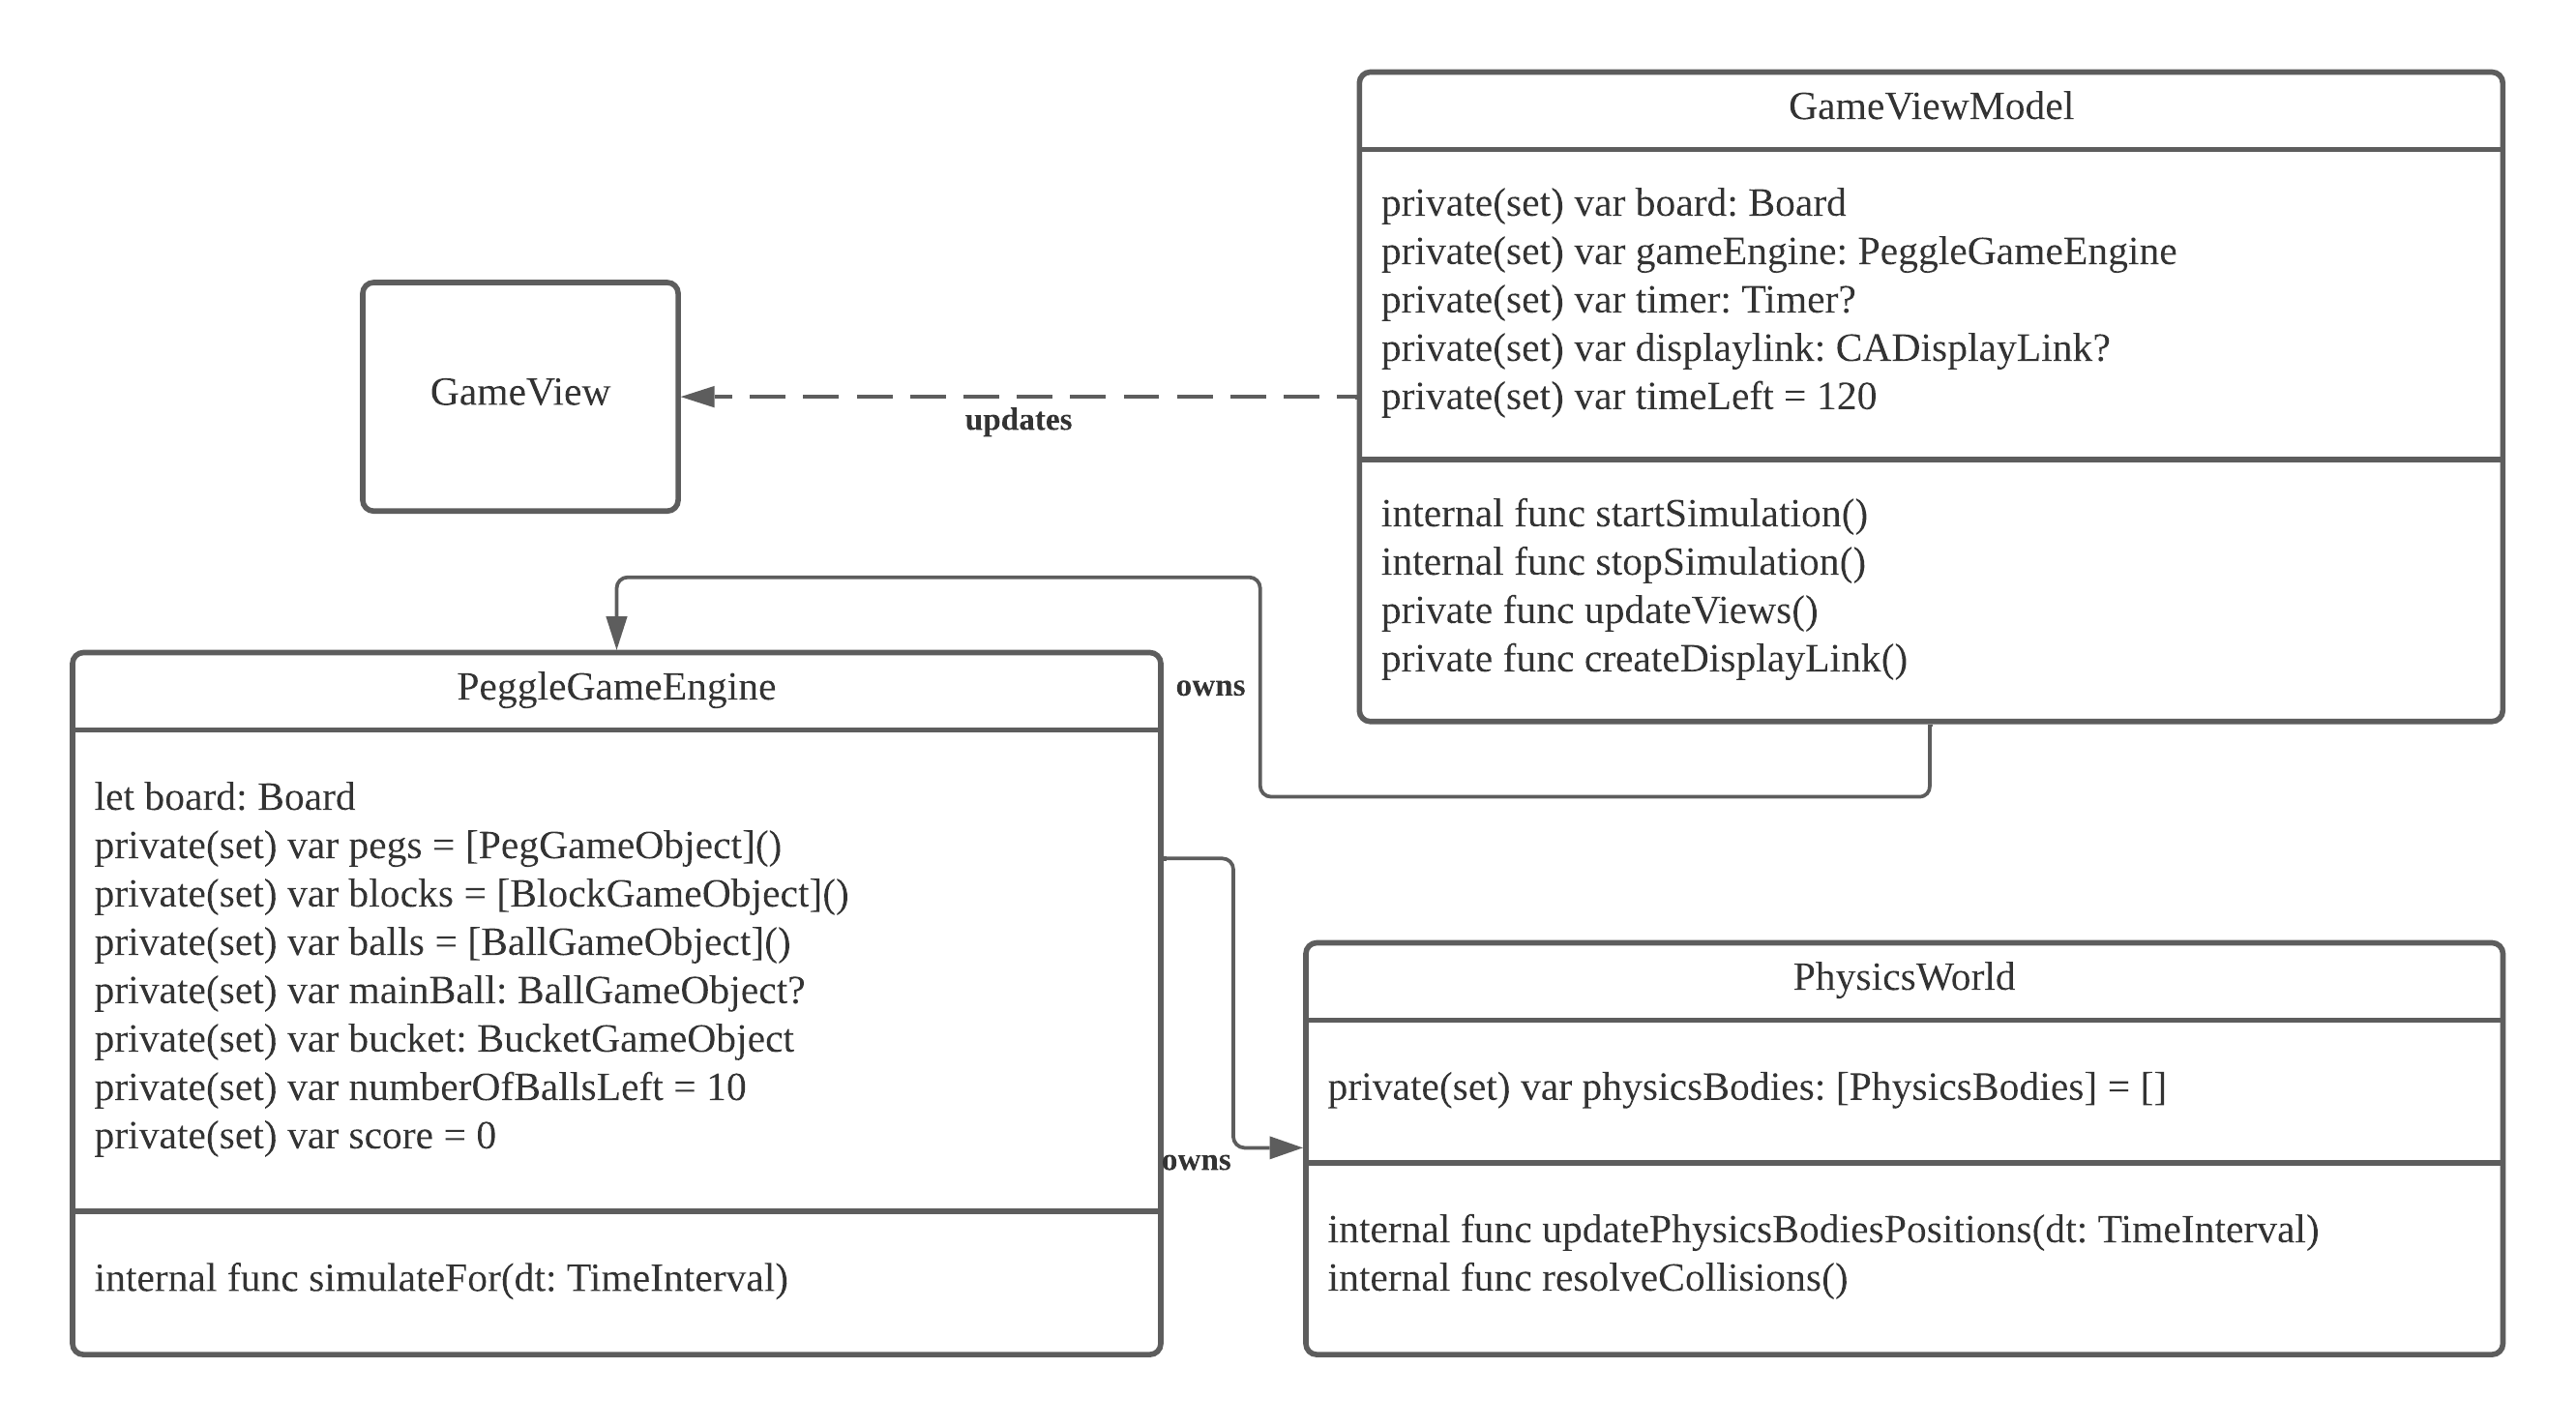 GameViewModel
private(set) var board: Board
private(set) var gameEngine: PeggleGameEngine
private(set) var timer: Timer?
private(set) var displaylink: CADisplayLink?
private(set) var timeLeft = 120
internal func startSimulation()
internal func stopSimulation()
private func updateViews()
private func createDisplayLink()
GameView
updates
owns
PeggleGameEngine
let board: Board
private(set) var pegs = [PegGameObject]()
private(set) var blocks = [BlockGameObject]()
private(set) var balls = [BallGameObject]()
private(set) var mainBall: BallGameObject?
private(set) var bucket: BucketGameObject
private(set) var numberOfBallsLeft = 10
private(set) var score = 0
internal func simulateFor(dt: TimeInterval)
owns
PhysicsWorld
private(set) var physicsBodies: [PhysicsBodies] = []
internal func updatePhysicsBodiesPositions(dt: TimeInterval)
internal func resolveCollisions()